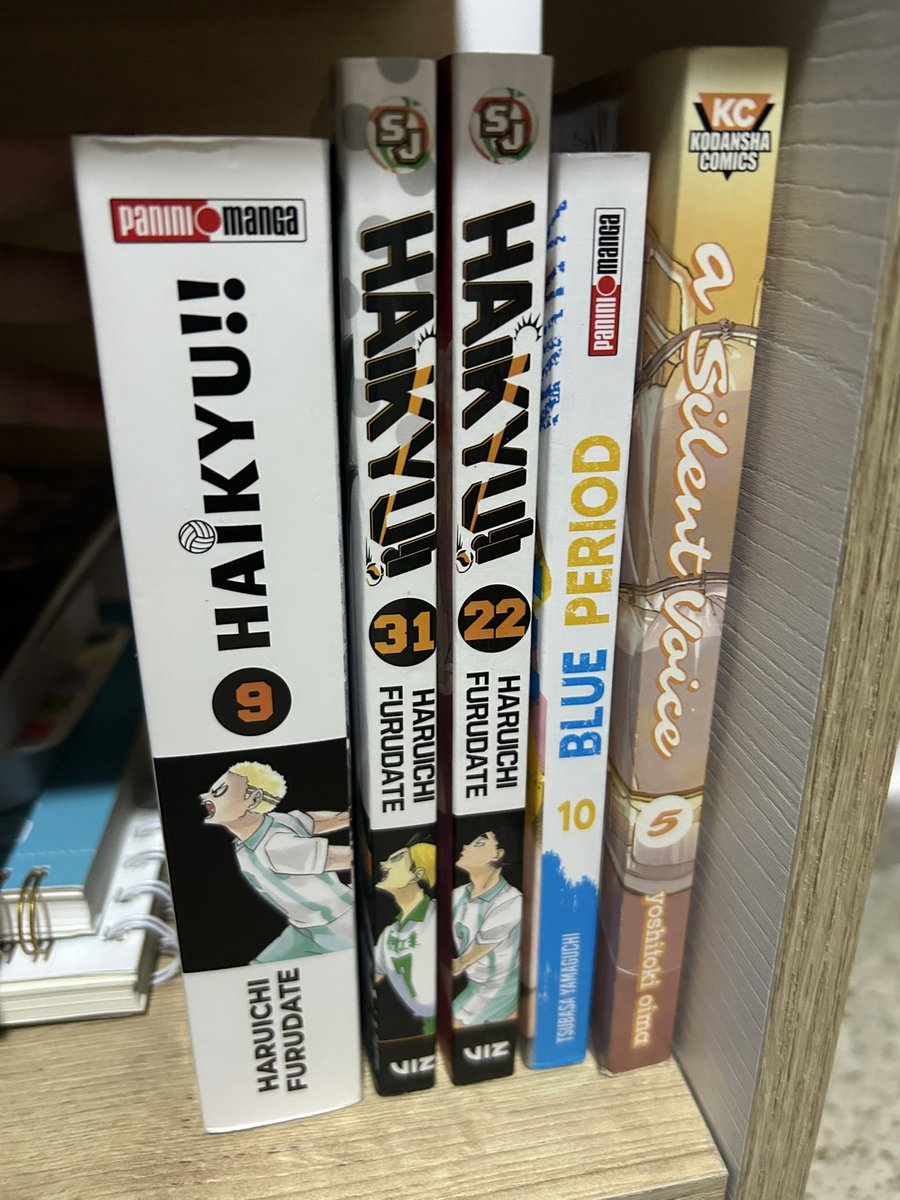 PANINI manga
HAIKYU!!
9
HARUICHI
FURUDATE
SJ
HAIKYU!!
31
HARUICHI
FURUDATE
VIZ
SJ
HAIKYU!!
22
HARUICHI
FURUDATE
VIZ
PANINI manga
BLUE PERIOD
10
TSUBASA YAMAGUCHI
KC
KODANSHA
COMICS
a Silent Voice
5
yoshitoki oima